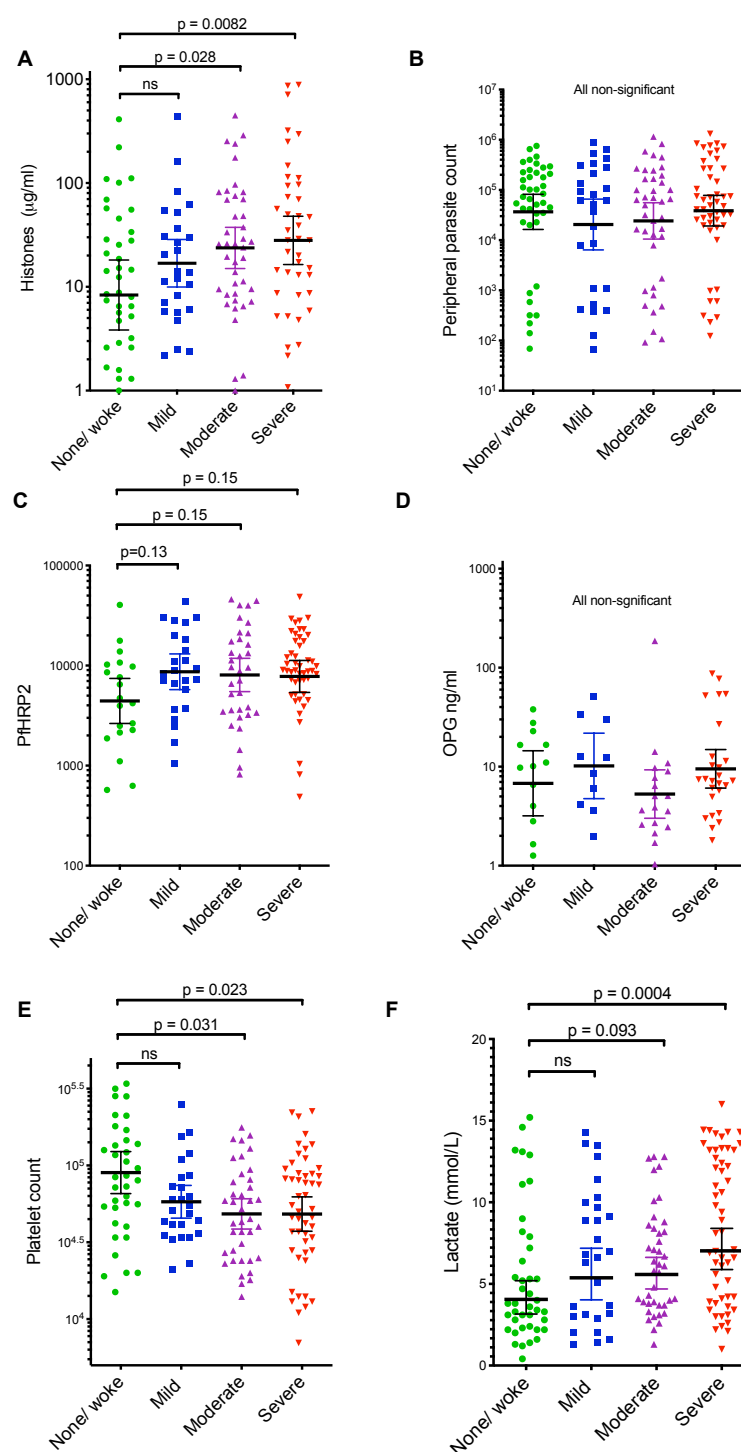 A
p = 0.0082
p = 0.028
ns
Histones (µg/ml)
1000
100
10
1
None/ woke
Mild
Moderate
Severe
B
All non-significant
Peripheral parasite count
10⁷
10⁶
10⁵
10⁴
10³
10²
10¹
None/ woke
Mild
Moderate
Severe
C
p = 0.15
p = 0.15
p=0.13
PfHRP2
100000
10000
1000
100
None/ woke
Mild
Moderate
Severe
D
All non-sgnificant
OPG ng/ml
1000
100
10
1
None/ woke
Mild
Moderate
Severe
E
p = 0.023
p = 0.031
ns
Platelet count
10⁵·⁵
10⁵
10⁴·⁵
10⁴
None/ woke
Mild
Moderate
Severe
F
p = 0.0004
p = 0.093
ns
Lactate (mmol/L)
20
15
10
5
0
None/ woke
Mild
Moderate
Severe